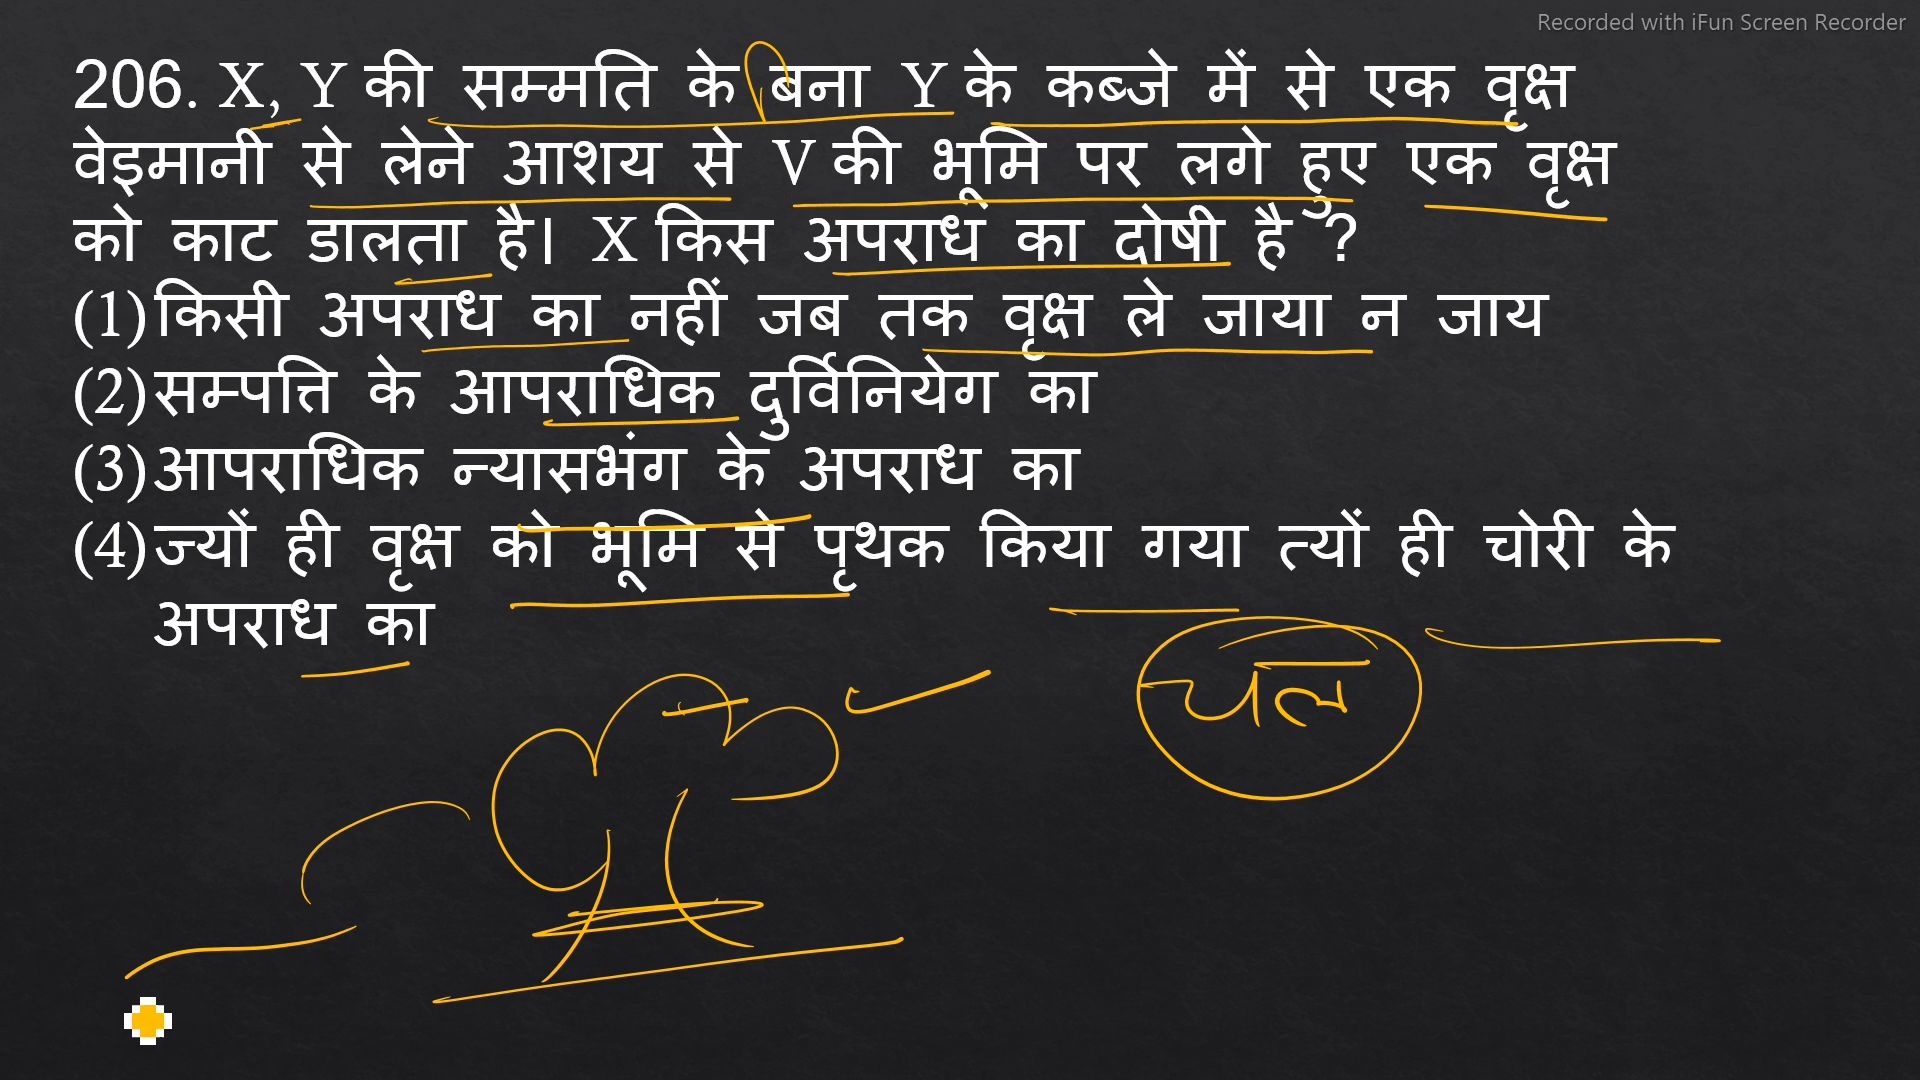 Recorded with iFun Screen Recorder
206. X, Y की सम्मति के बिना Y के कब्जे में से एक वृक्ष
वेइमानी से लेने आशय से V की भूमि पर लगे हुए एक वृक्ष
को काट डालता है। X किस अपराध का दोषी है ?
(1) किसी अपराध का नहीं जब तक वृक्ष ले जाया न जाय
(2) सम्पत्ति के आपराधिक दुर्विनियेग का
(3) आपराधिक न्यासभंग के अपराध का
(4) ज्यों ही वृक्ष को भूमि से पृथक किया गया त्यों ही चोरी के
अपराध का
चल